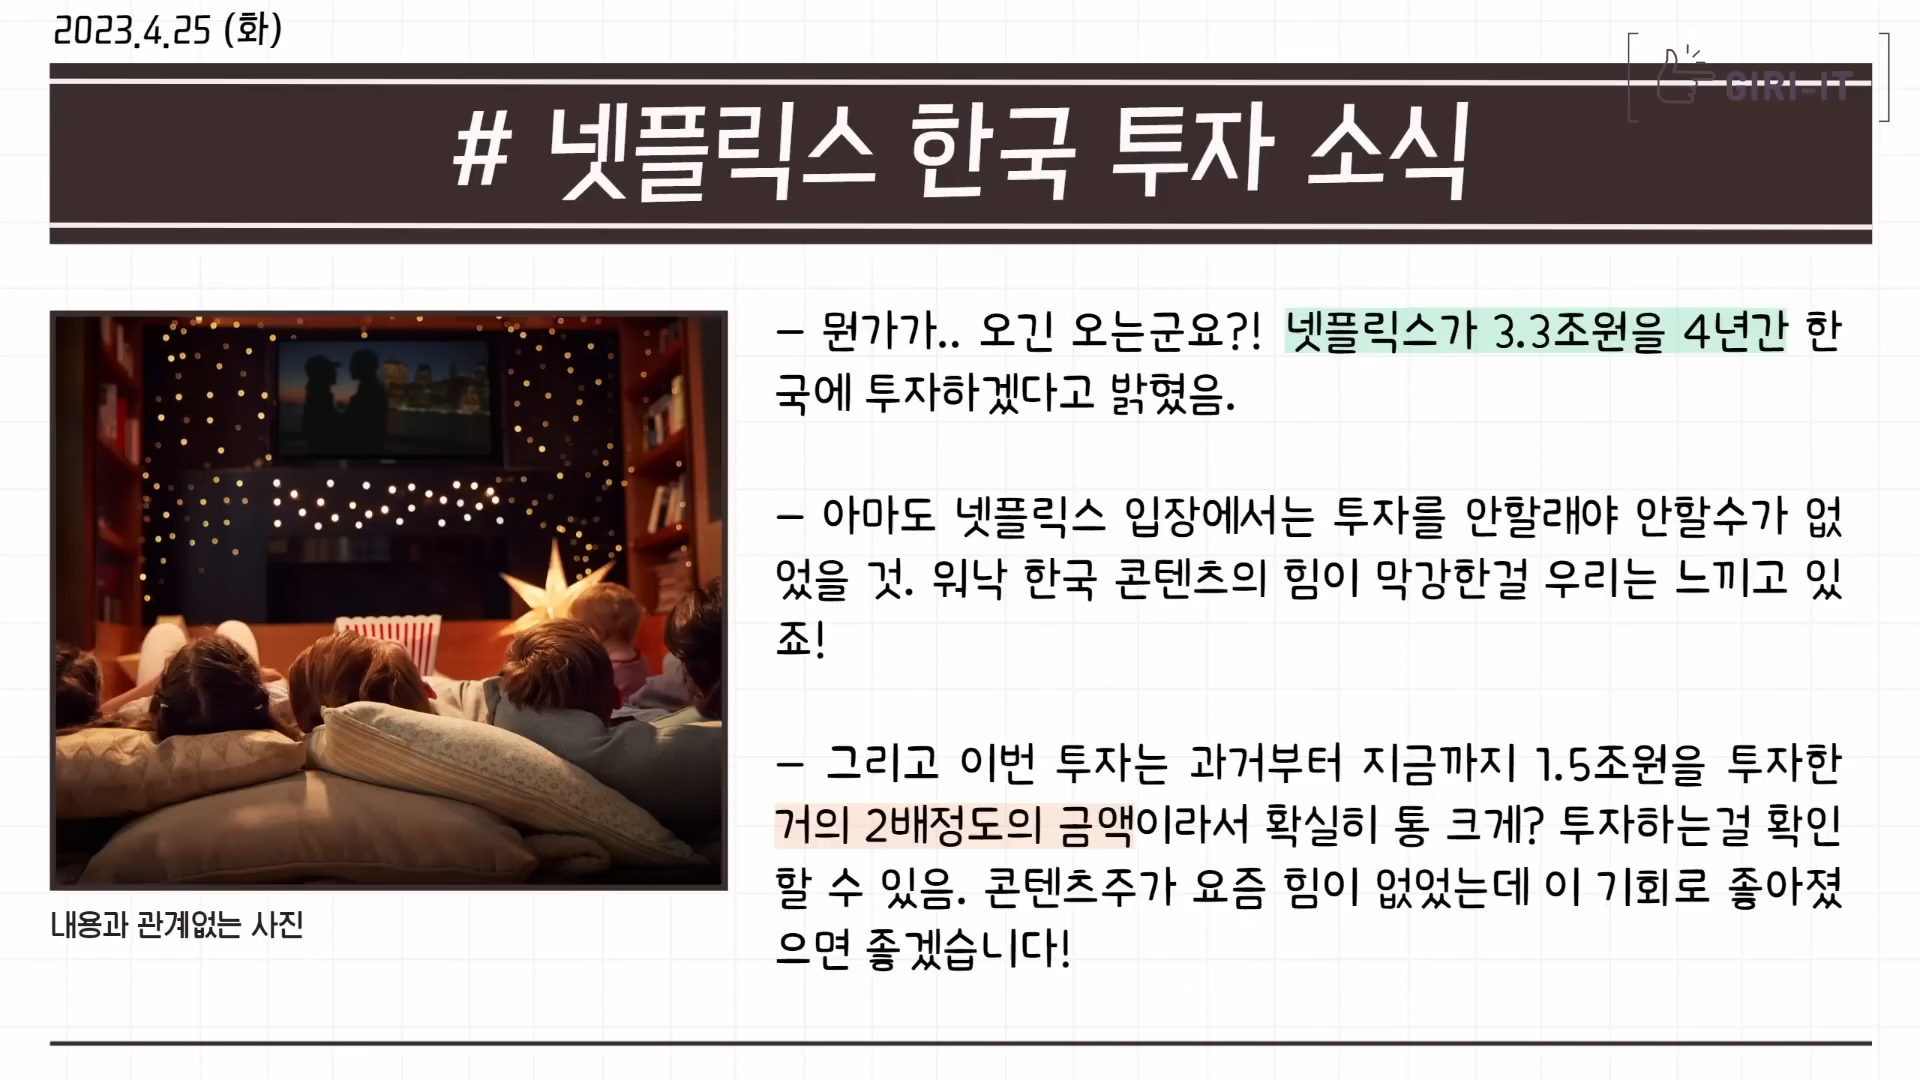 2023.4.25 (화)
GIRI-IT
# 넷플릭스 한국 투자 소식
- 뭔가가.. 오긴 오는군요?! 넷플릭스가 3.3조원을 4년간 한
국에 투자하겠다고 밝혔음.
- 아마도 넷플릭스 입장에서는 투자를 안할래야 안할수가 없
었을 것. 워낙 한국 콘텐츠의 힘이 막강한걸 우리는 느끼고 있
죠!
- 그리고 이번 투자는 과거부터 지금까지 1.5조원을 투자한
거의 2배정도의 금액이라서 확실히 통 크게? 투자하는걸 확인
할 수 있음. 콘텐츠주가 요즘 힘이 없었는데 이 기회로 좋아졌
으면 좋겠습니다!
내용과 관계없는 사진